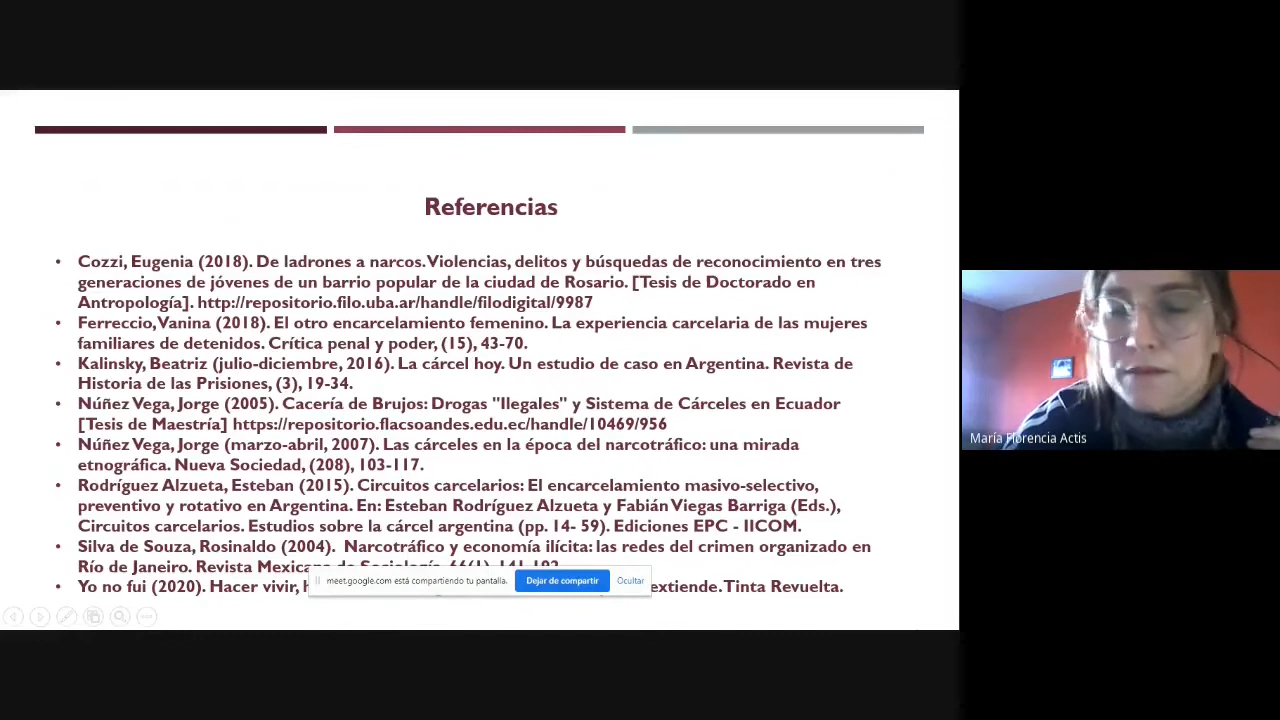 Referencias
• Cozzi, Eugenia (2018). De ladrones a narcos. Violencias, delitos y búsquedas de reconocimiento en tres
generaciones de jóvenes de un barrio popular de la ciudad de Rosario. [Tesis de Doctorado en
Antropología]. http://repositorio.filo.uba.ar/handle/filodigital/9987
• Ferreccio, Vanina (2018). El otro encarcelamiento femenino. La experiencia carcelaria de las mujeres
familiares de detenidos. Crítica penal y poder, (15), 43-70.
• Kalinsky, Beatriz (julio-diciembre, 2016). La cárcel hoy. Un estudio de caso en Argentina. Revista de
Historia de las Prisiones, (3), 19-34.
• Núñez Vega, Jorge (2005). Cacería de Brujos: Drogas "Ilegales" y Sistema de Cárceles en Ecuador
[Tesis de Maestría] https://repositorio.flacsoandes.edu.ec/handle/10469/956
• Núñez Vega, Jorge (marzo-abril, 2007). Las cárceles en la época del narcotráfico: una mirada
etnográfica. Nueva Sociedad, (208), 103-117.
• Rodríguez Alzueta, Esteban (2015). Circuitos carcelarios: El encarcelamiento masivo-selectivo,
preventivo y rotativo en Argentina. En: Esteban Rodríguez Alzueta y Fabián Viegas Barriga (Eds.),
Circuitos carcelarios. Estudios sobre la cárcel argentina (pp. 14- 59). Ediciones EPC - IICOM.
• Silva de Souza, Rosinaldo (2004). Narcotráfico y economía ilícita: las redes del crimen organizado en
Río de Janeiro. Revista
• Yo no fui (2020). Hacer vivir, extiende. Tinta Revuelta.
meet.google.com está compartiendo tu pantalla. Dejar de compartir Ocultar
María Florencia Actis